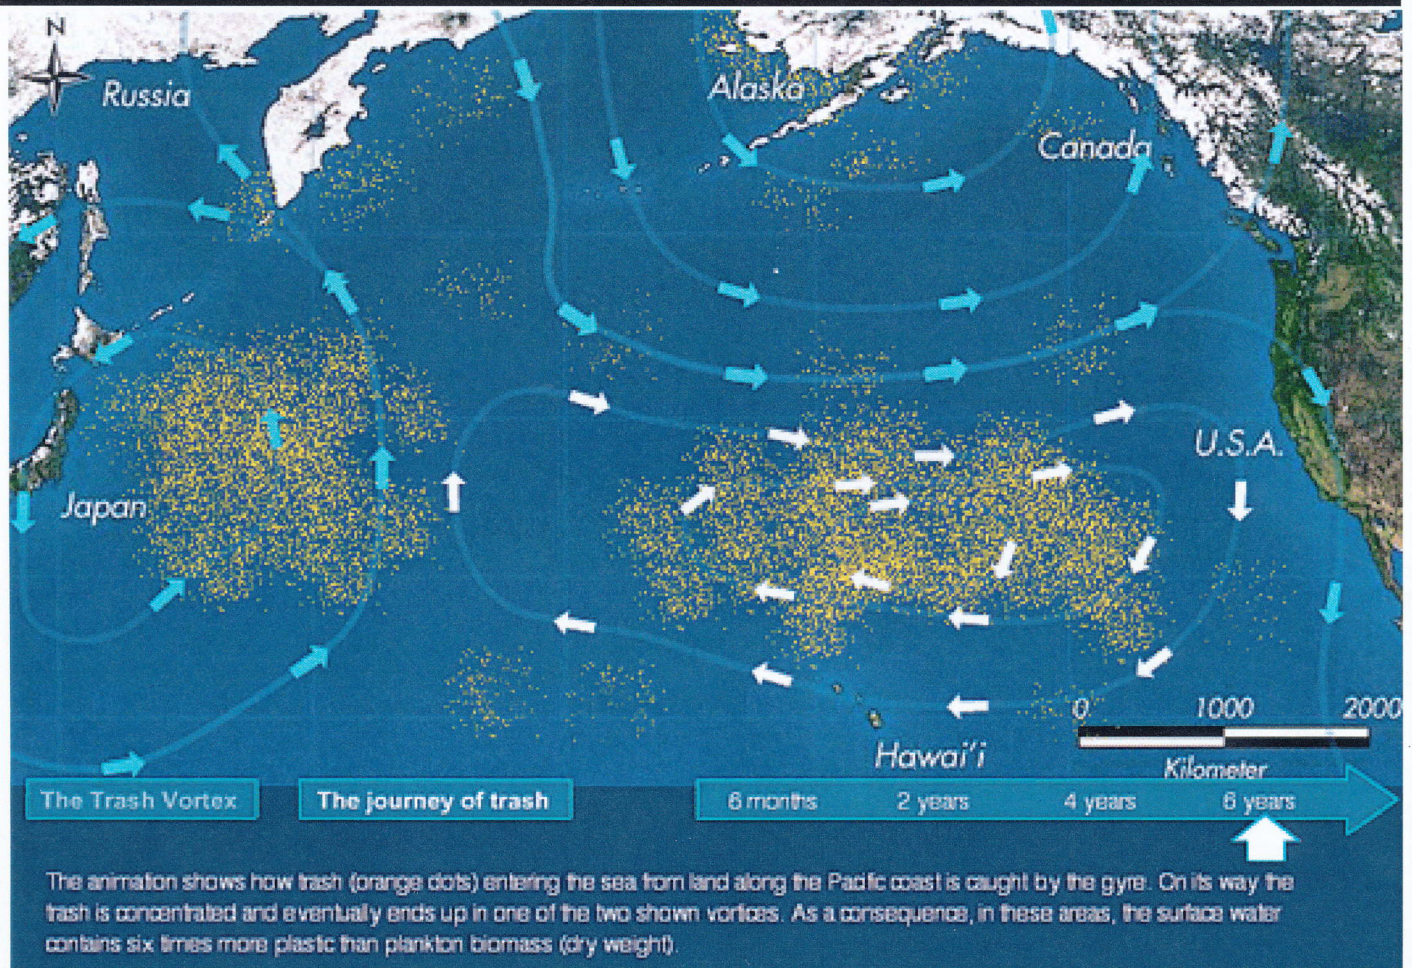 N
Russia
Alaska
Canada
U.S.A.
Japan
0 1000 2000
Hawai'i
Kilometer
The Trash Vortex
The journey of trash
6 months 2 years 4 years 6 years
The animation shows how trash (orange dots) entering the sea from land along the Pacific coast is caught by the gyre. On its way the
trash is concentrated and eventually ends up in one of the two shown vortices. As a consequence, in these areas, the surface water
contains six times more plastic than plankton biomass (dry weight).